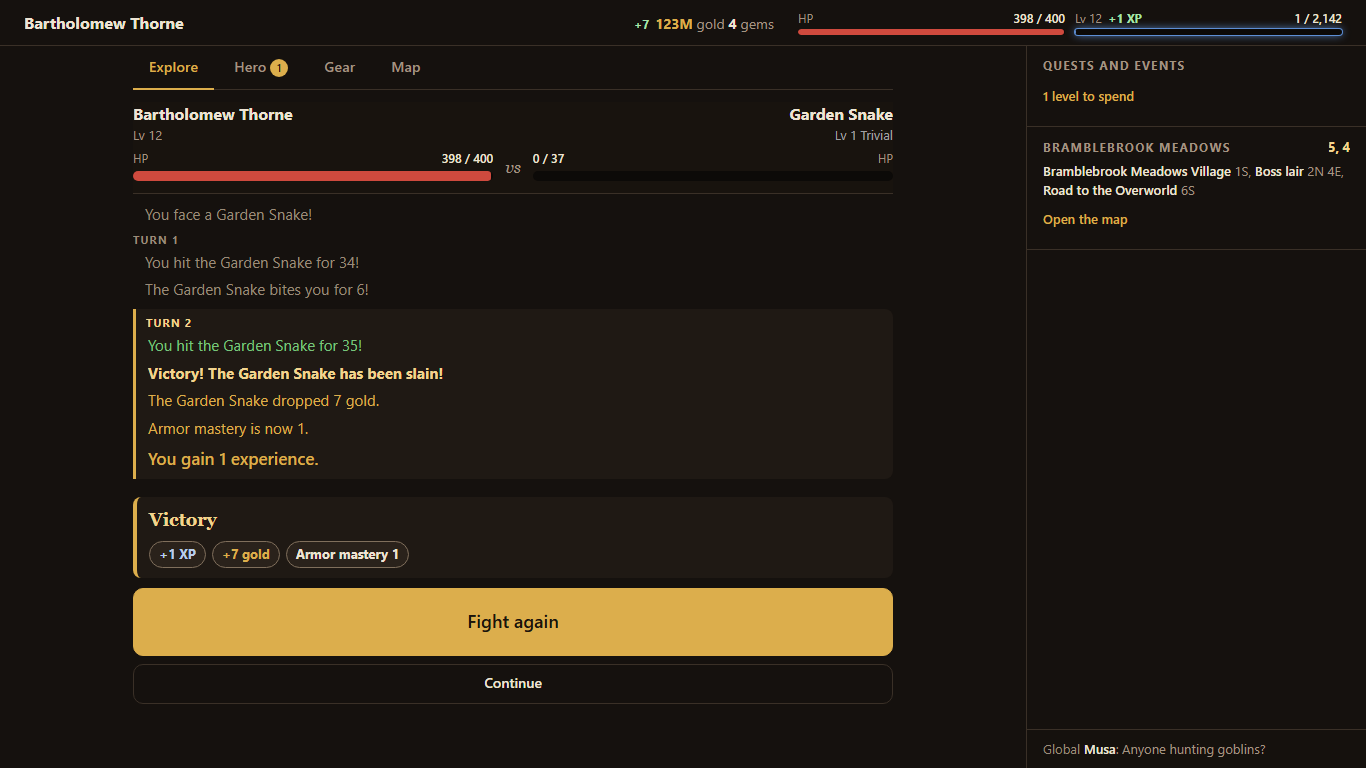 Bartholomew Thorne
+7 123M gold 4 gems
HP 398 / 400
Lv 12 +1 XP 1 / 2,142
Explore Hero 1 Gear Map
Bartholomew Thorne
Lv 12
HP 398 / 400
vs
Garden Snake
Lv 1 Trivial
0 / 37 HP
You face a Garden Snake!
TURN 1
You hit the Garden Snake for 34!
The Garden Snake bites you for 6!
TURN 2
You hit the Garden Snake for 35!
Victory! The Garden Snake has been slain!
The Garden Snake dropped 7 gold.
Armor mastery is now 1.
You gain 1 experience.
Victory
+1 XP +7 gold Armor mastery 1
Fight again
Continue
QUESTS AND EVENTS
1 level to spend
BRAMBLEBROOK MEADOWS 5, 4
Bramblebrook Meadows Village 1S, Boss lair 2N 4E,
Road to the Overworld 6S
Open the map
Global Musa: Anyone hunting goblins?